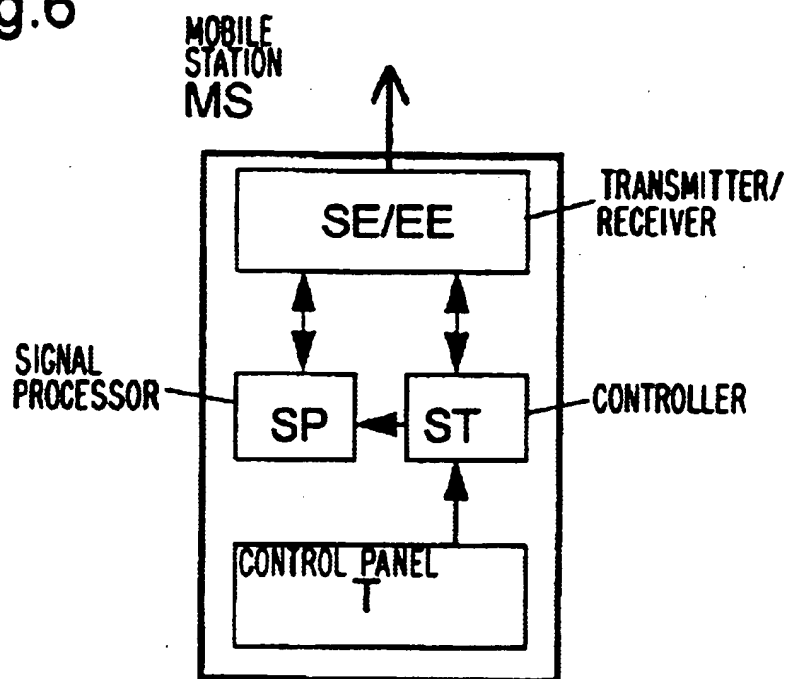 g.6
MOBILE
STATION
MS
SE/EE
TRANSMITTER/
RECEIVER
SIGNAL
PROCESSOR
SP
ST
CONTROLLER
CONTROL PANEL
T